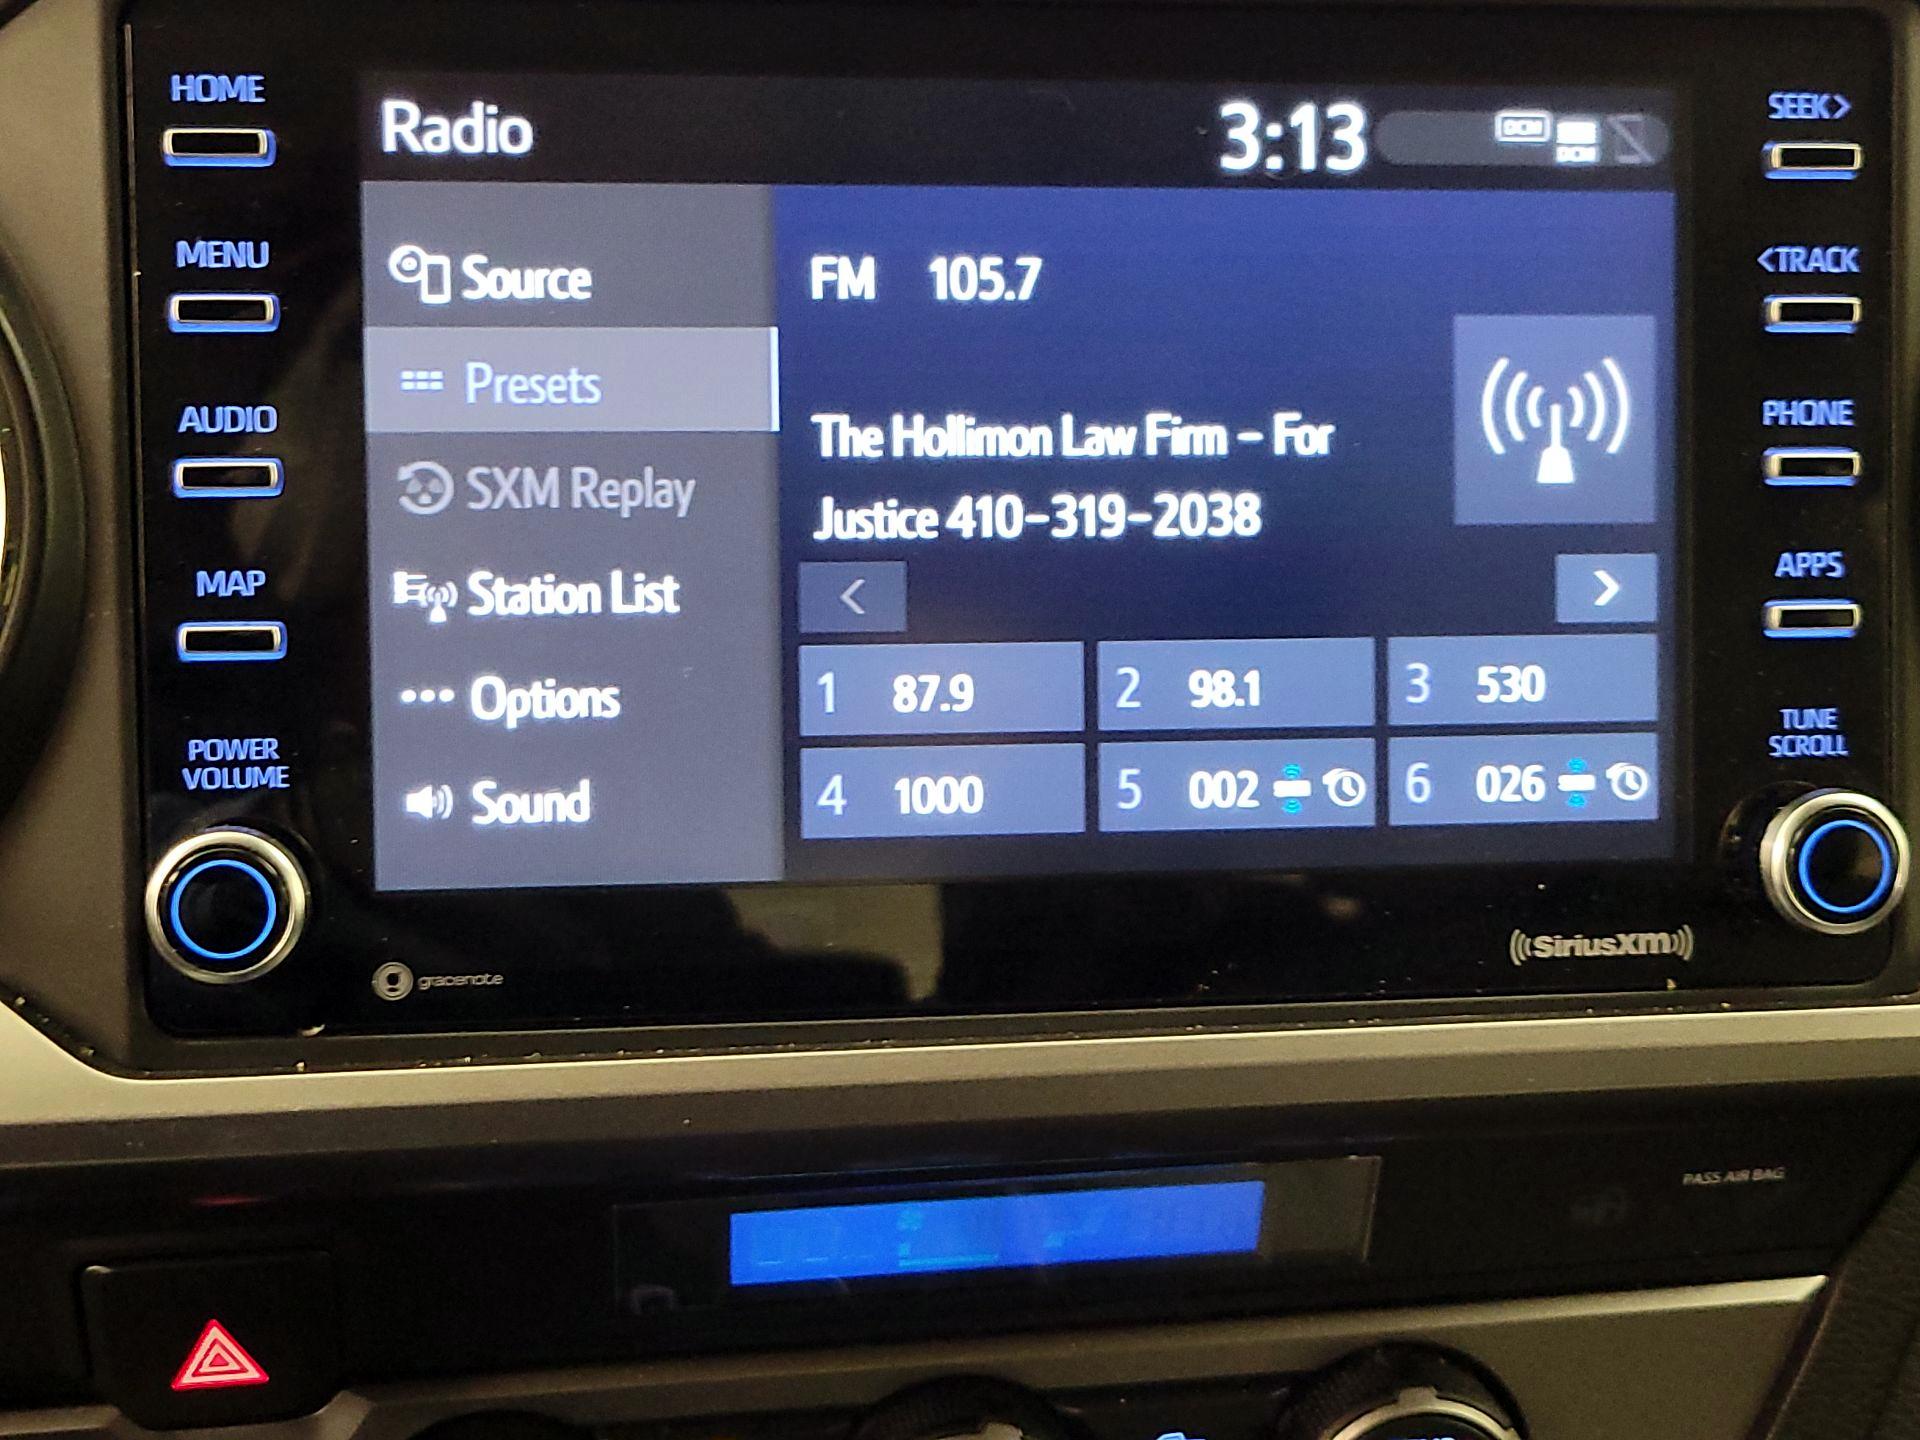 HOME
MENU
AUDIO
MAP
POWER
VOLUME
Radio
3:13
DCM
DCM
Source
Presets
SXM Replay
Station List
Options
Sound
FM 105.7
The Hollimon Law Firm - For
Justice 410-319-2038
<
>
1 87.9
2 98.1
3 530
4 1000
5 002
6 026
SEEK>
<TRACK
PHONE
APPS
TUNE
SCROLL
gracenote
((SiriusXM))
PASS AIR BAG